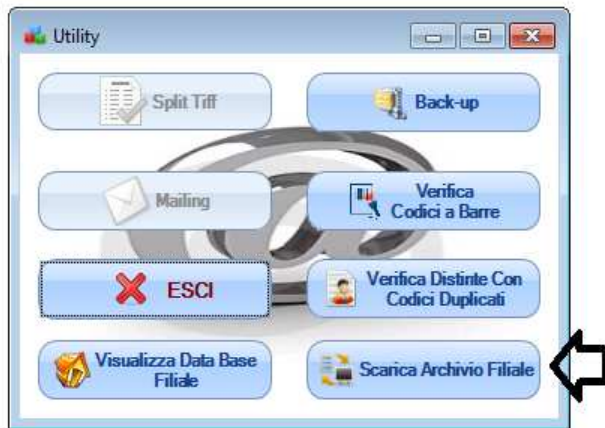 Utility
Split Tiff
Back-up
Mailing
Verifica
Codici a Barre
ESCI
Verifica Distinte Con
Codici Duplicati
Visualizza Data Base
Filiale
Scarica Archivio Filiale